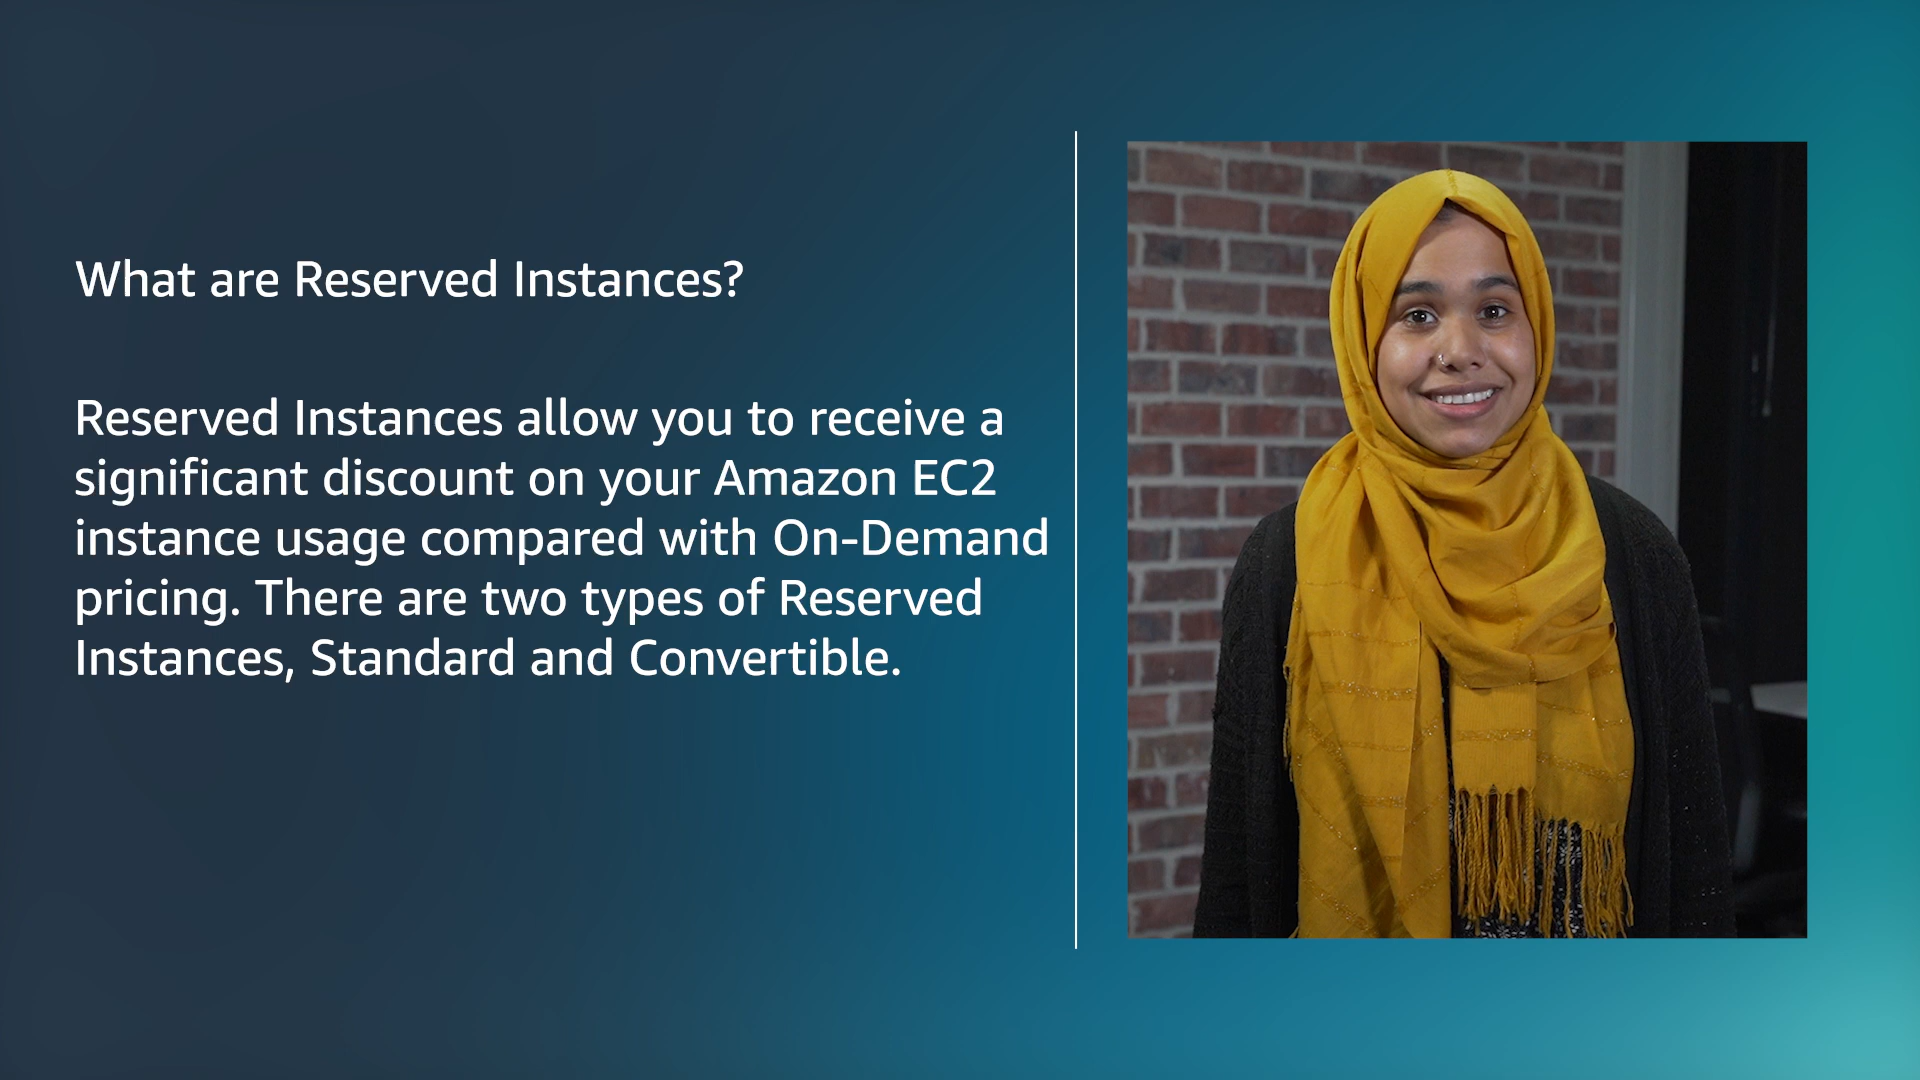 What are Reserved Instances?
Reserved Instances allow you to receive a
significant discount on your Amazon EC2
instance usage compared with On-Demand
pricing. There are two types of Reserved
Instances, Standard and Convertible.